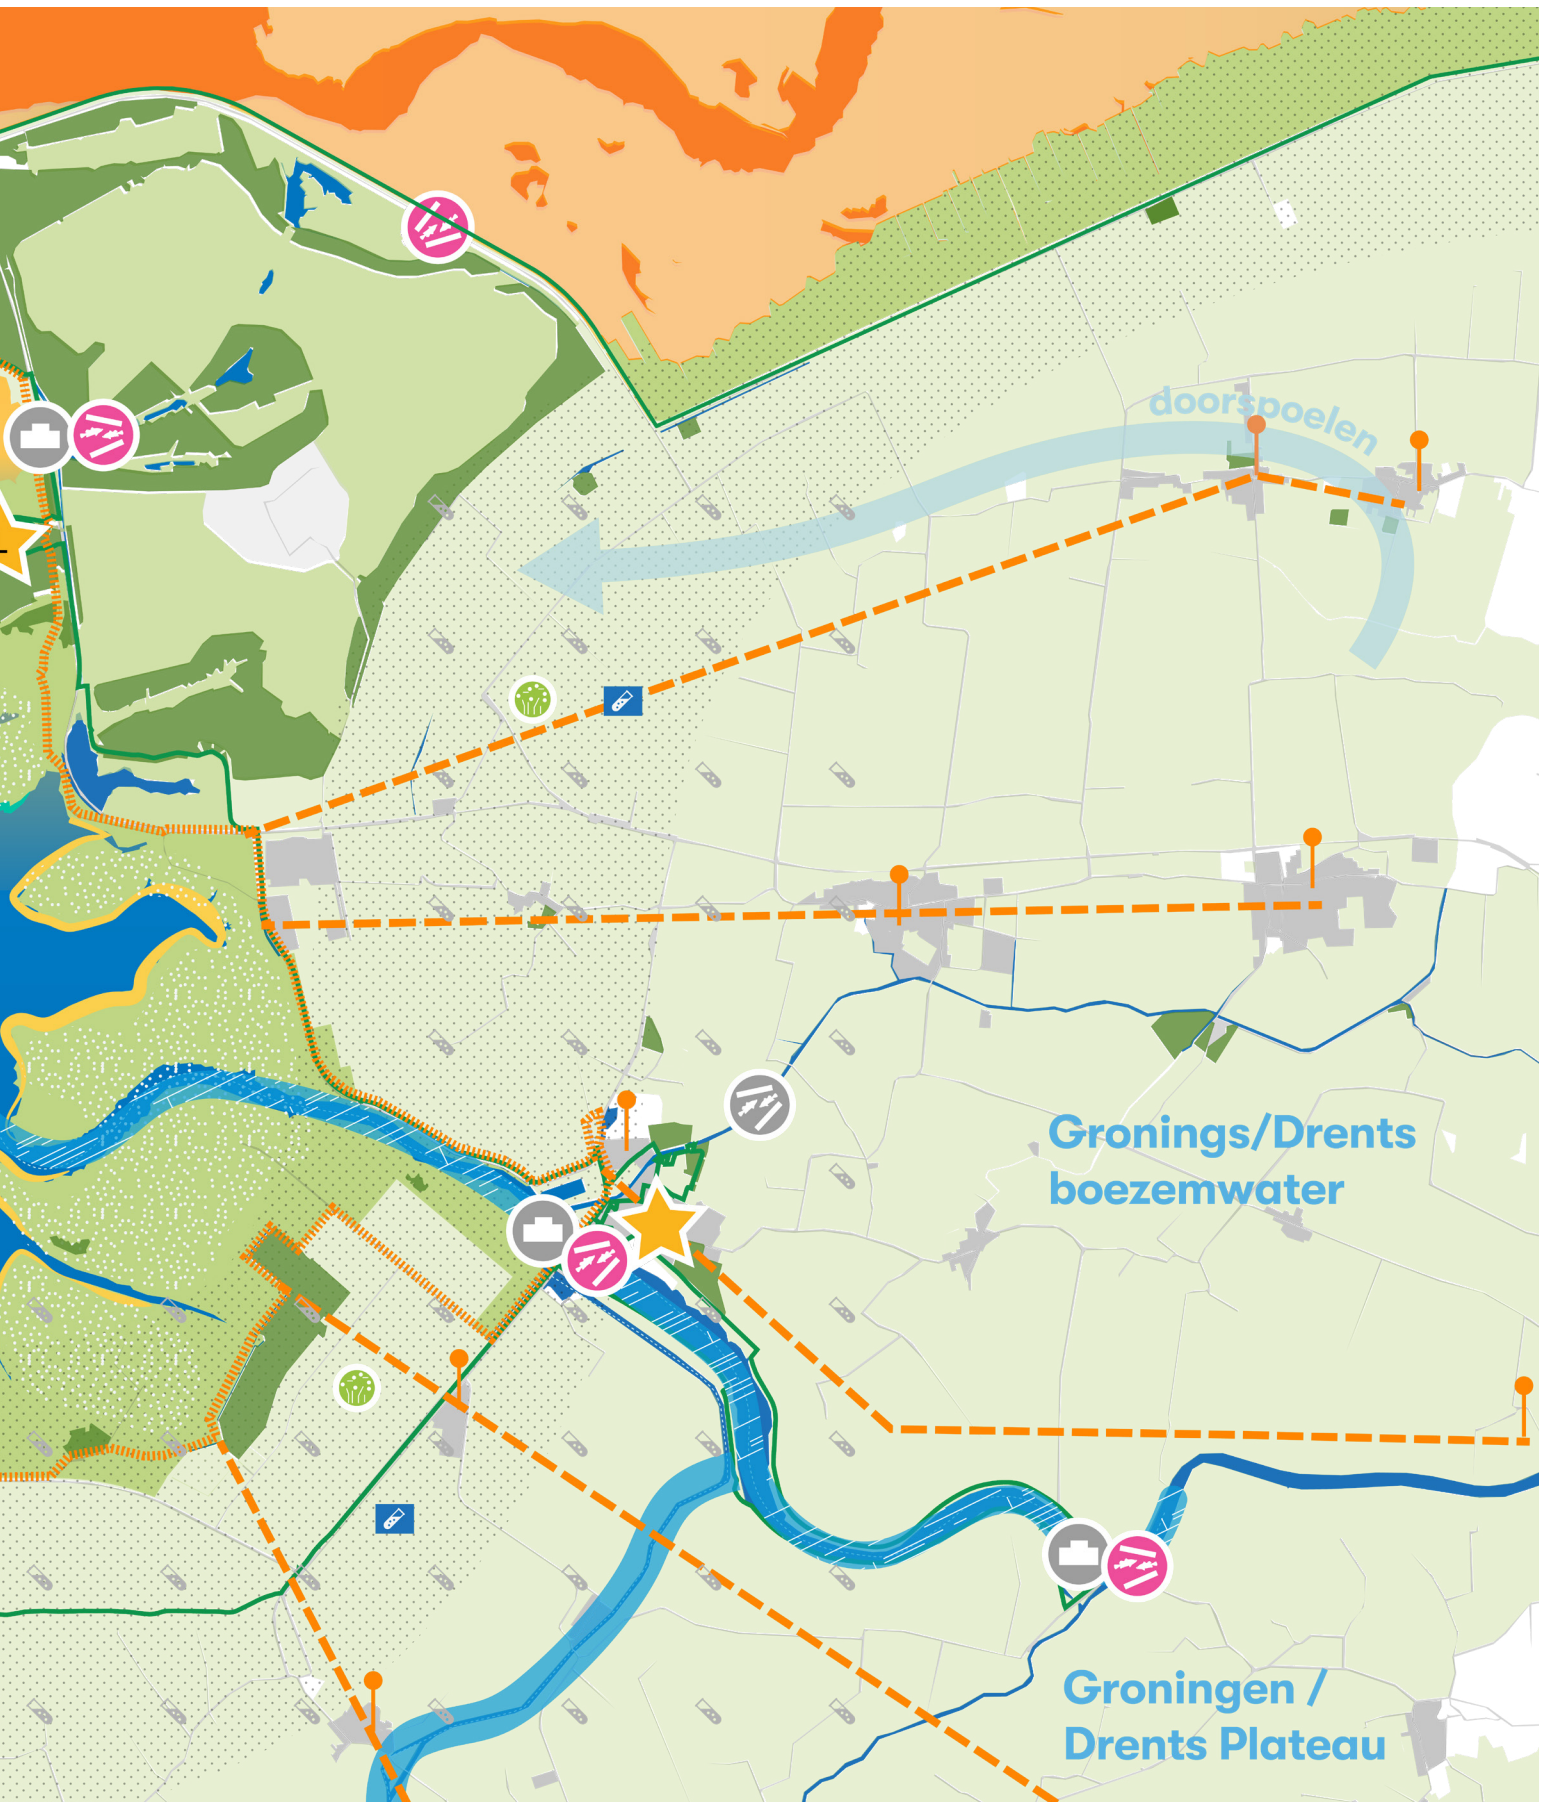 doorspoelen
Gronings/Drents
boezemwater
Groningen /
Drents Plateau